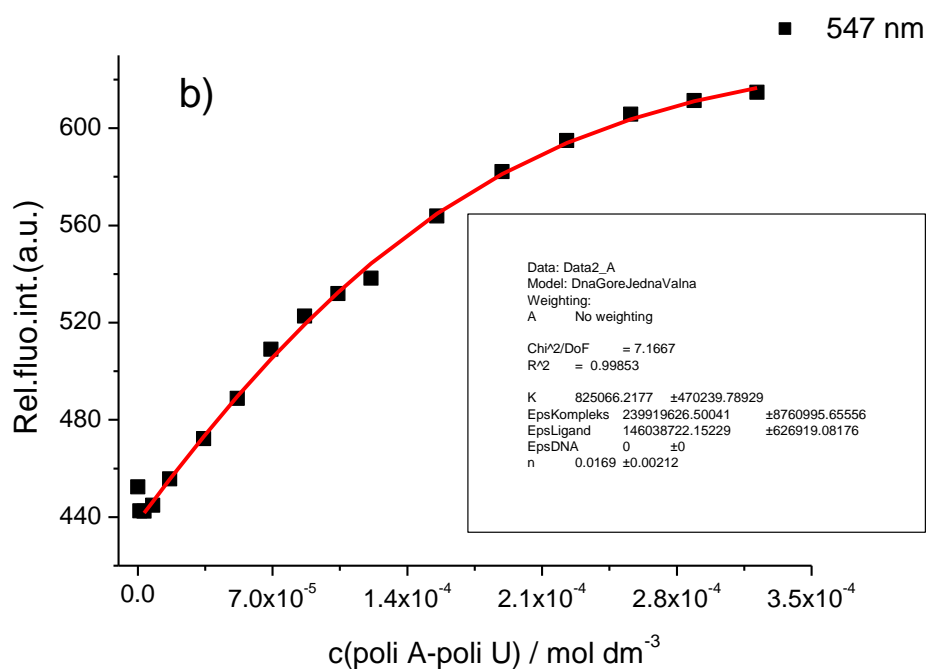 547 nm
b)
600
560
520
480
440
Rel.fluo.int.(a.u.)
Data: Data2_A
Model: DnaGoreJednaValna
Weighting:
A No weighting
Chi^2/DoF = 7.1667
R^2 = 0.99853
K 825066.2177 ±470239.78929
EpsKompleks 239919626.50041 ±8760995.65556
EpsLigand 146038722.15229 ±626919.08176
EpsDNA 0 ±0
n 0.0169 ±0.00212
0.0 7.0x10⁻⁵ 1.4x10⁻⁴ 2.1x10⁻⁴ 2.8x10⁻⁴ 3.5x10⁻⁴
c(poli A-poli U) / mol dm⁻³